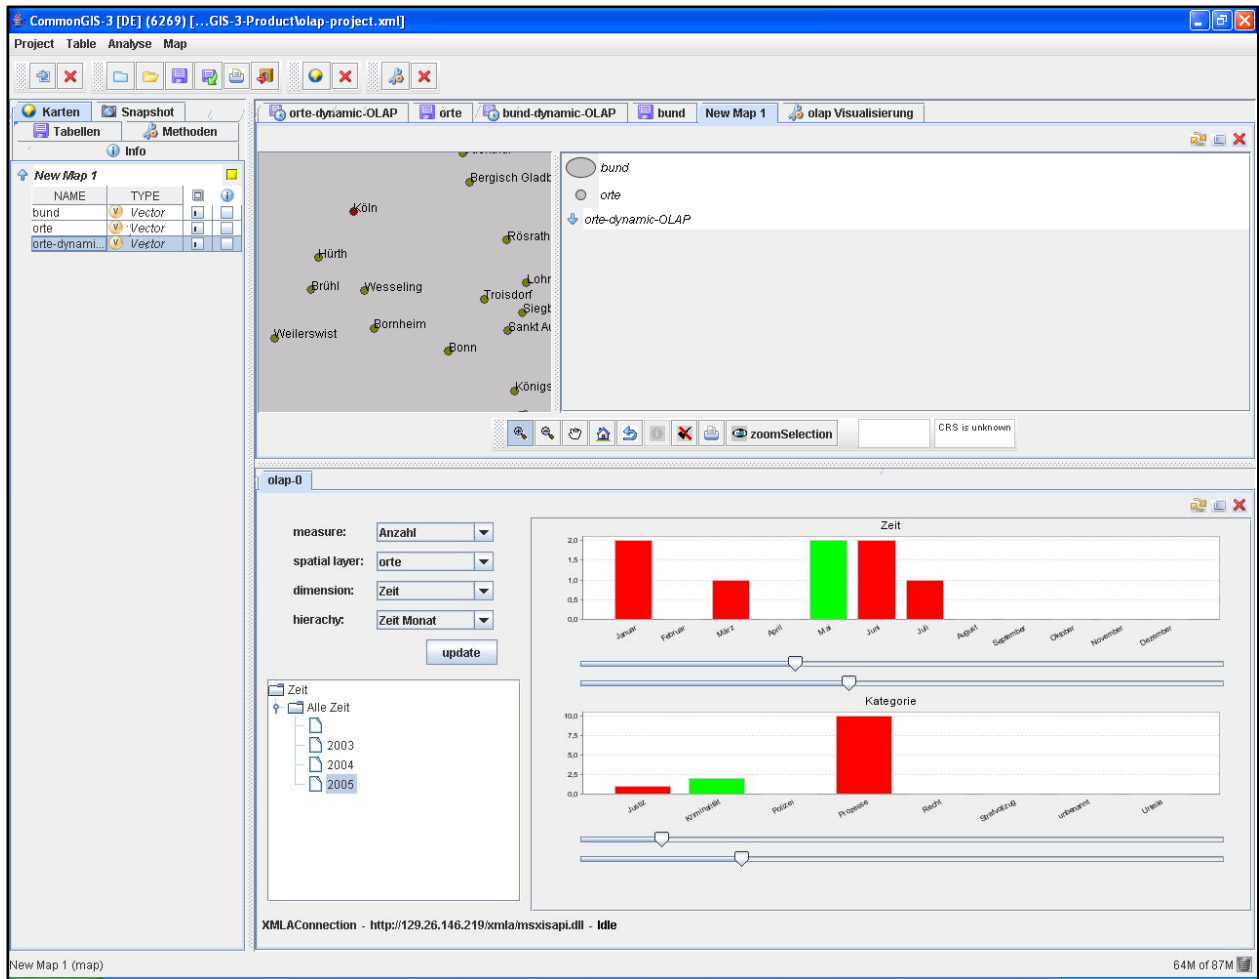 CommonGIS-3 [DE] (6269) [...GIS-3-Product\olap-project.xml]
Project Table Analyse Map
Karten Snapshot
Tabellen Methoden
Info
New Map 1
NAME TYPE
bund V Vector
orte V Vector
orte-dynami... V Vector
orte-dynamic-OLAP orte bund-dynamic-OLAP bund New Map 1 olap Visualisierung
Bergisch Gladb
Köln
Rösrath
Hürth
Lohr
Brühl Wesseling
Troisdorf
Siegb
Bornheim
Sankt Au
Weilerswist
Bonn
Königs
bund
orte
orte-dynamic-OLAP
zoomSelection CRS is unknown
olap-0
measure: Anzahl
spatial layer: orte
dimension: Zeit
hierachy: Zeit Monat
update
Zeit
Alle Zeit
2003
2004
2005
Zeit
2,0
1,5
1,0
0,5
0,0
Januar Februar März April Mai Juni Juli August September Oktober November Dezember
Kategorie
10,0
7,5
5,0
2,5
0,0
Justiz Kriminalität Polizei Prozesse Recht Strafvollzug unbenannt Urteile
XMLAConnection - http://129.26.146.219/xmla/msxisapi.dll - Idle
New Map 1 (map) 64M of 87M